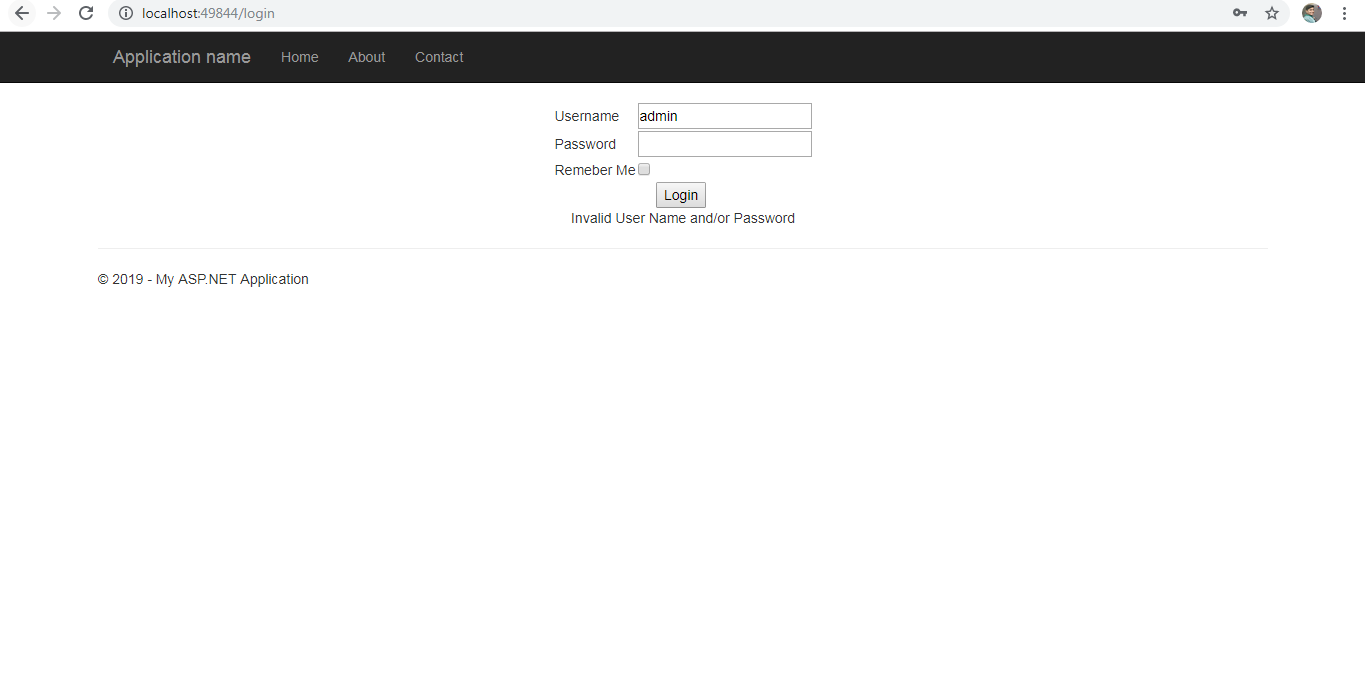 localhost:49844/login
Application name Home About Contact
Username admin
Password
Remeber Me
Login
Invalid User Name and/or Password
© 2019 - My ASP.NET Application